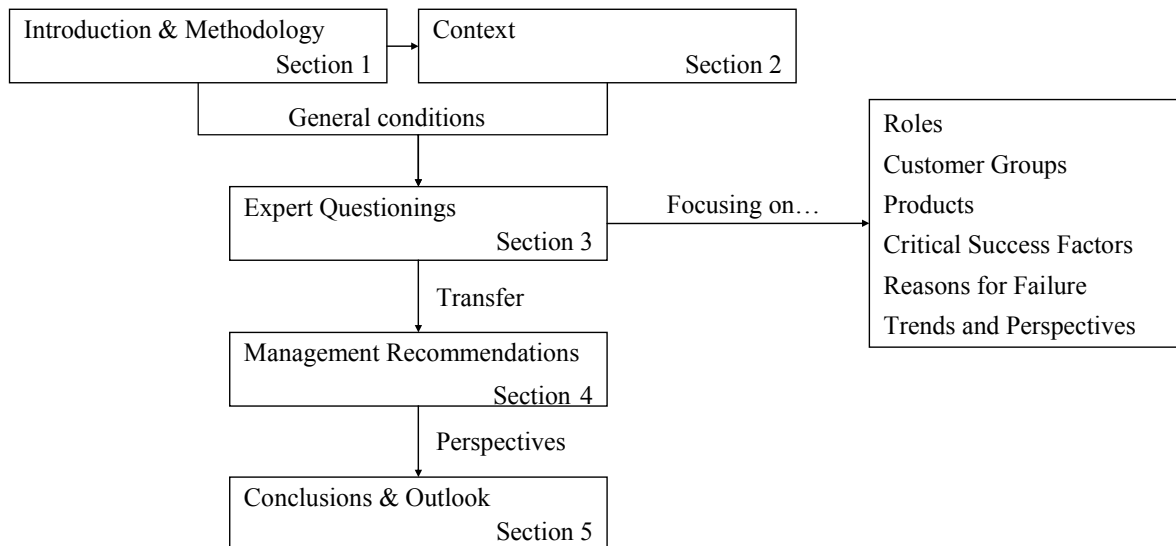 Introduction & Methodology
Section 1
Context
Section 2
General conditions
Expert Questionings
Section 3
Focusing on…
Roles
Customer Groups
Products
Critical Success Factors
Reasons for Failure
Trends and Perspectives
Transfer
Management Recommendations
Section 4
Perspectives
Conclusions & Outlook
Section 5